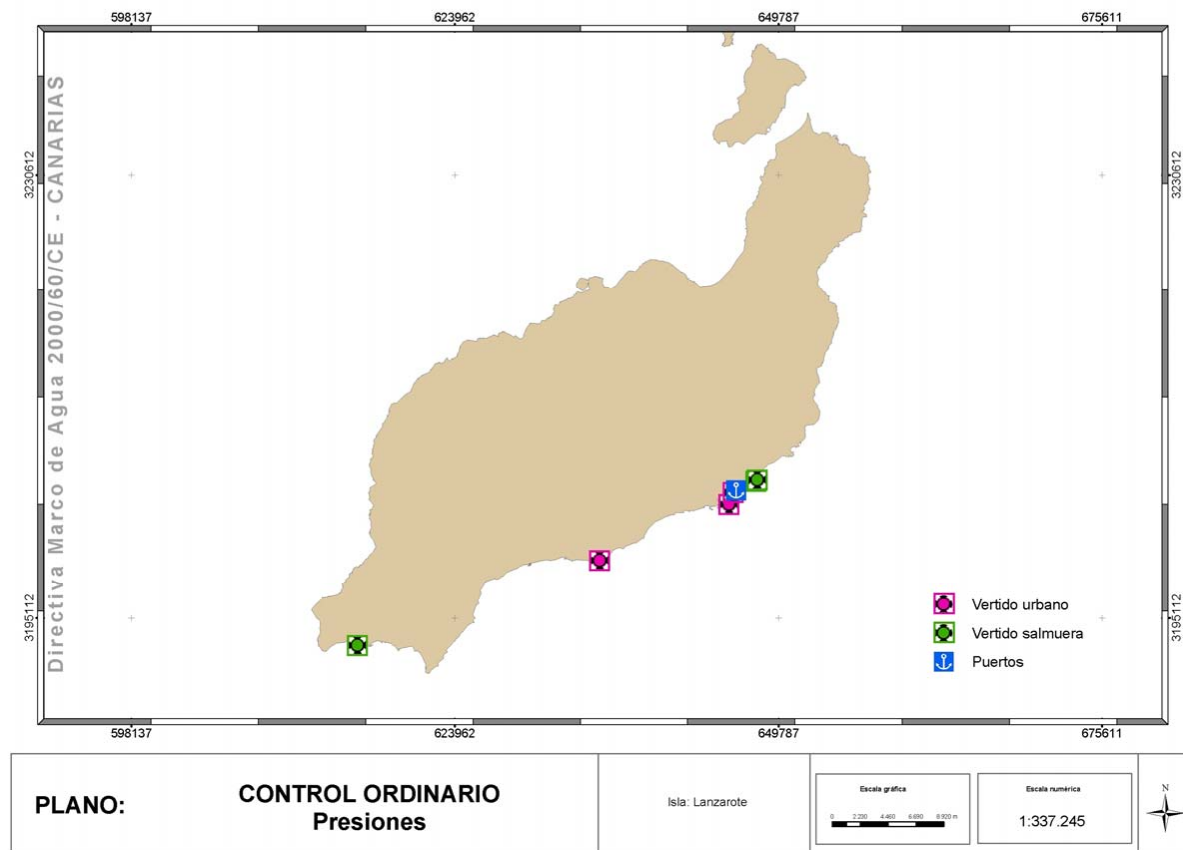 598137
623962
649787
675611
3230612
3230612
Directiva Marco de Agua 2000/60/CE - CANARIAS
3195112
3195112
Vertido urbano
Vertido salmuera
Puertos
598137
623962
649787
675611
PLANO:
CONTROL ORDINARIO
Presiones
Isla: Lanzarote
Escala gráfica
0 2.230 4.460 6.690 8.920 m
Escala numérica
1:337.245
N